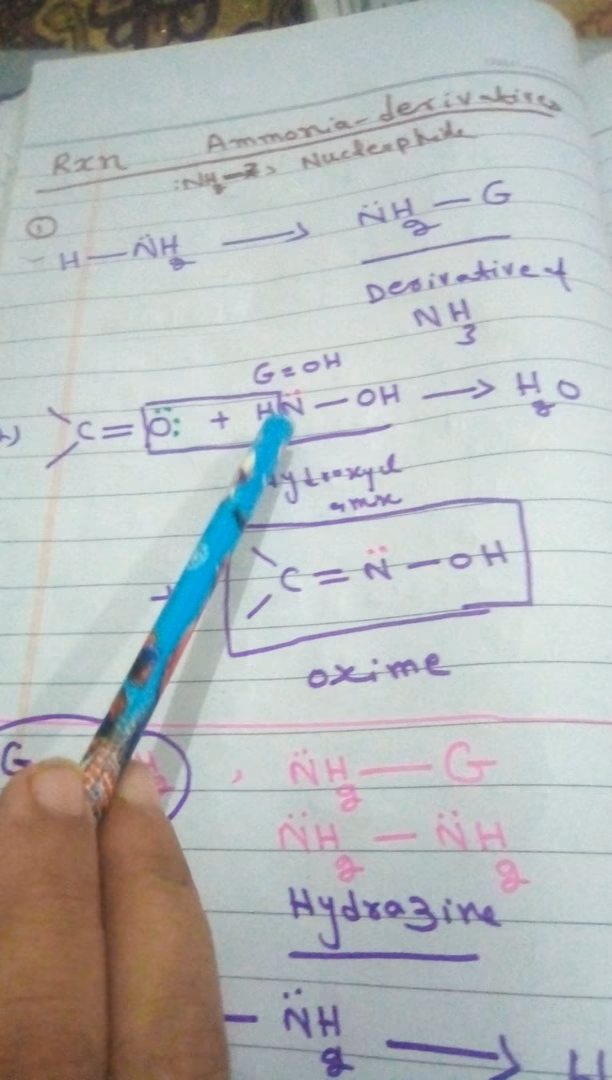 Rxn Ammonia-derivatives
:NH2-Z, Nucleophile
①
H—N̈H2 ⟶ N̈H2—G
Derivative of
NH3
G=OH
C=Ö: + HN̈—OH ⟶ H2O
oxime
C=N̈—OH
G
, N̈H2—G
N̈H2—N̈H2
Hydrazine
— N̈H2 ⟶ H